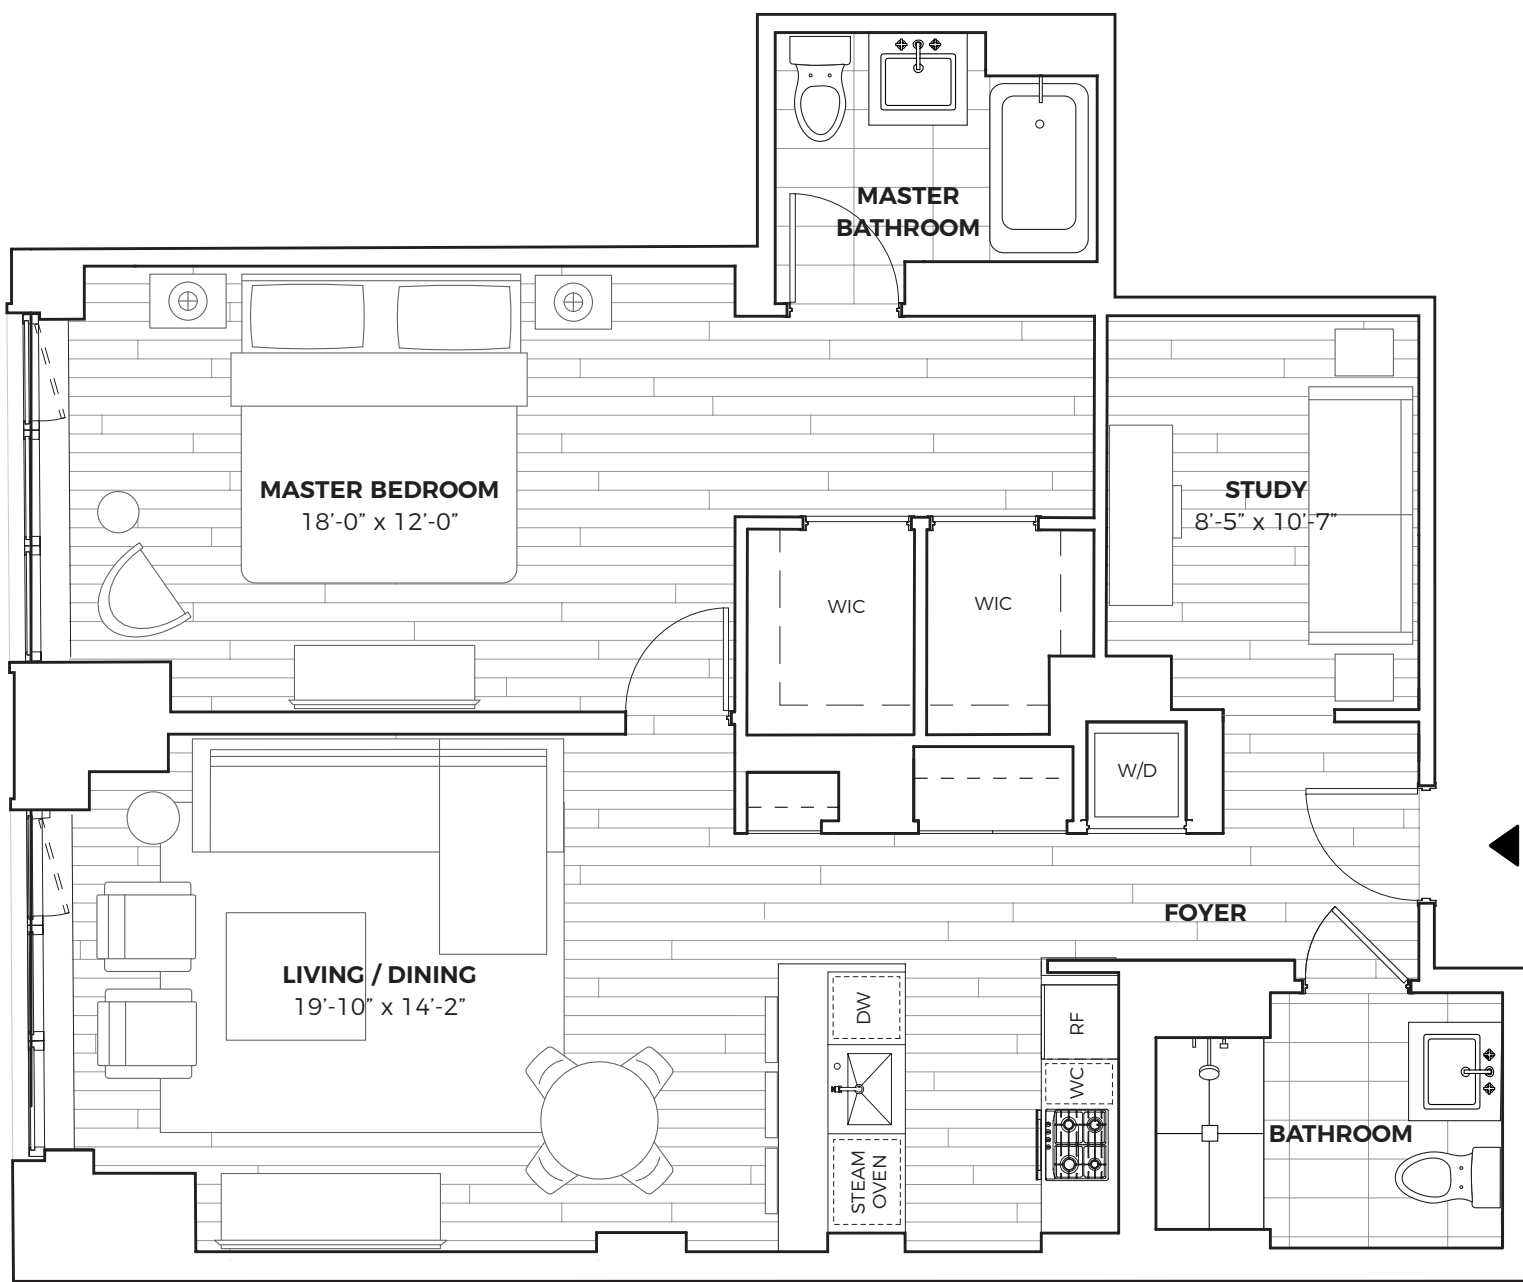 MASTER
BATHROOM
MASTER BEDROOM
18’-0” x 12’-0”
STUDY
8’-5” x 10’-7”
WIC
WIC
W/D
FOYER
LIVING / DINING
19’-10” x 14’-2”
DW
RF
WC
STEAM
OVEN
BATHROOM